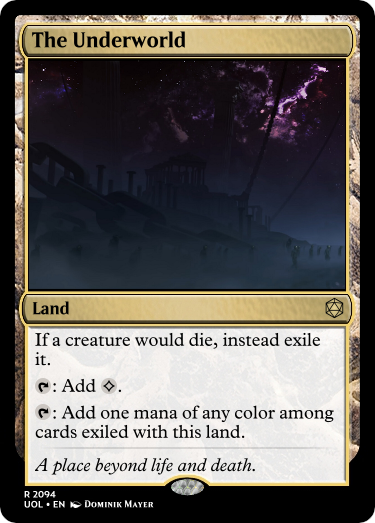 The Underworld
Land
If a creature would die, instead exile
it.
: Add .
: Add one mana of any color among
cards exiled with this land.
A place beyond life and death.
R 2094
UOL • EN Dominik Mayer